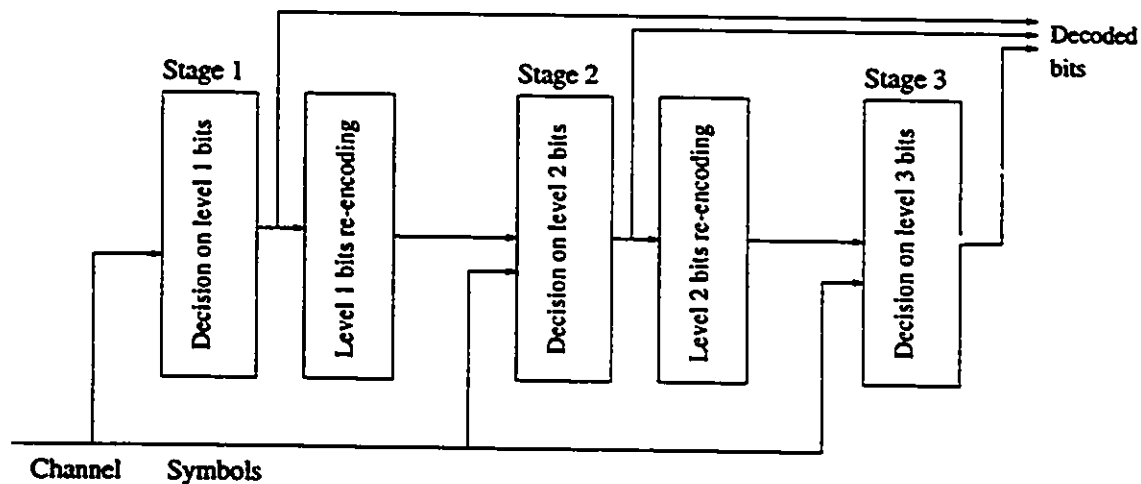 Decoded
bits
Stage 1
Stage 2
Stage 3
Decision on level 1 bits
Level 1 bits re-encoding
Decision on level 2 bits
Level 2 bits re-encoding
Decision on level 3 bits
Channel Symbols